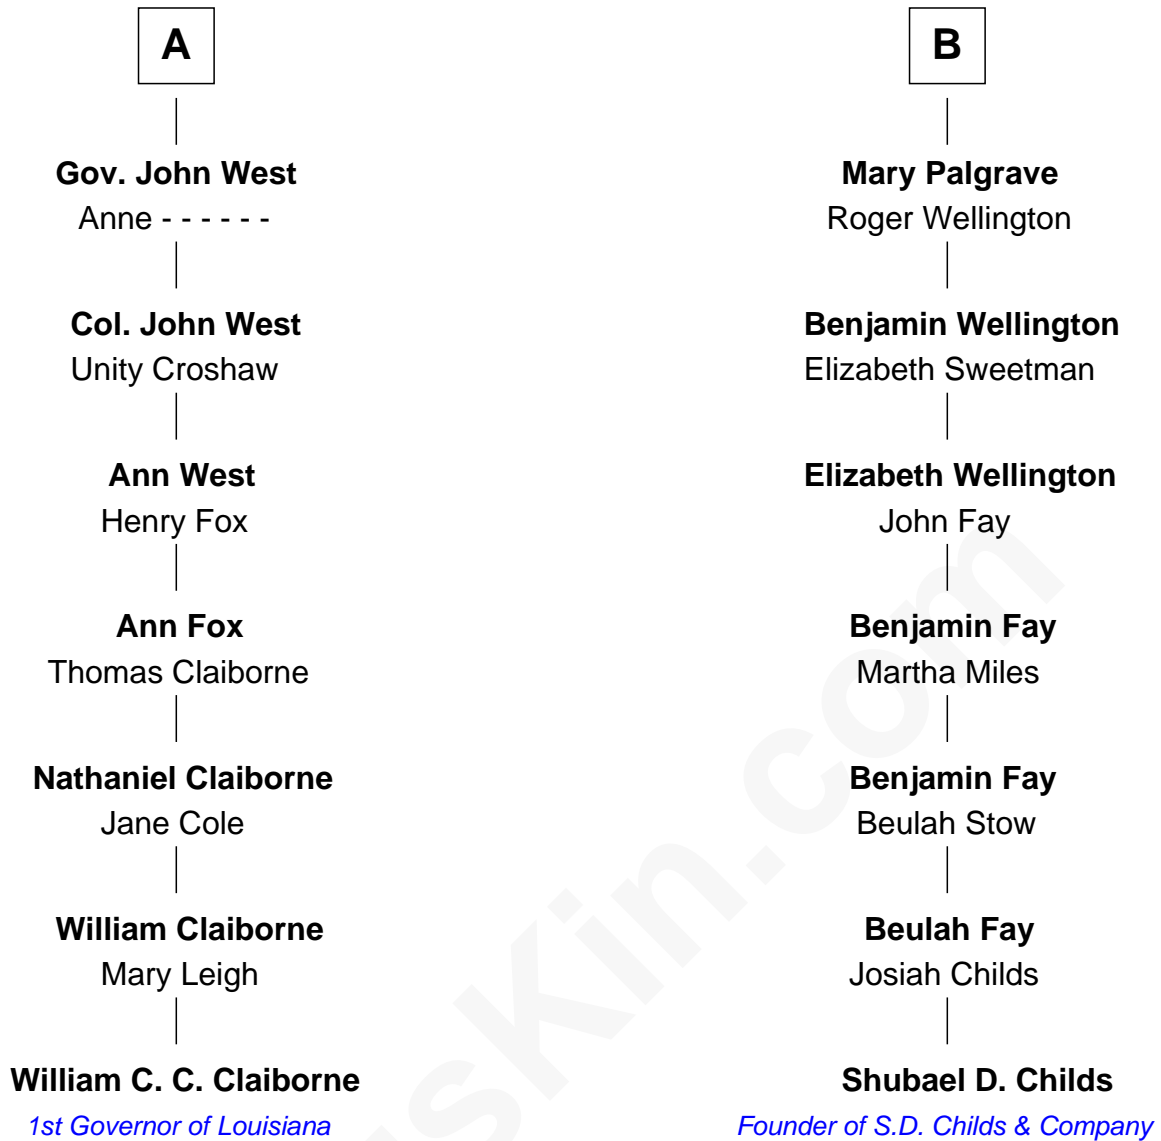 A
Gov. John West
Anne - - - - - -
Col. John West
Unity Croshaw
Ann West
Henry Fox
Ann Fox
Thomas Claiborne
Nathaniel Claiborne
Jane Cole
William Claiborne
Mary Leigh
William C. C. Claiborne
1st Governor of Louisiana
B
Mary Palgrave
Roger Wellington
Benjamin Wellington
Elizabeth Sweetman
Elizabeth Wellington
John Fay
Benjamin Fay
Martha Miles
Benjamin Fay
Beulah Stow
Beulah Fay
Josiah Childs
Shubael D. Childs
Founder of S.D. Childs & Company
sKin.com